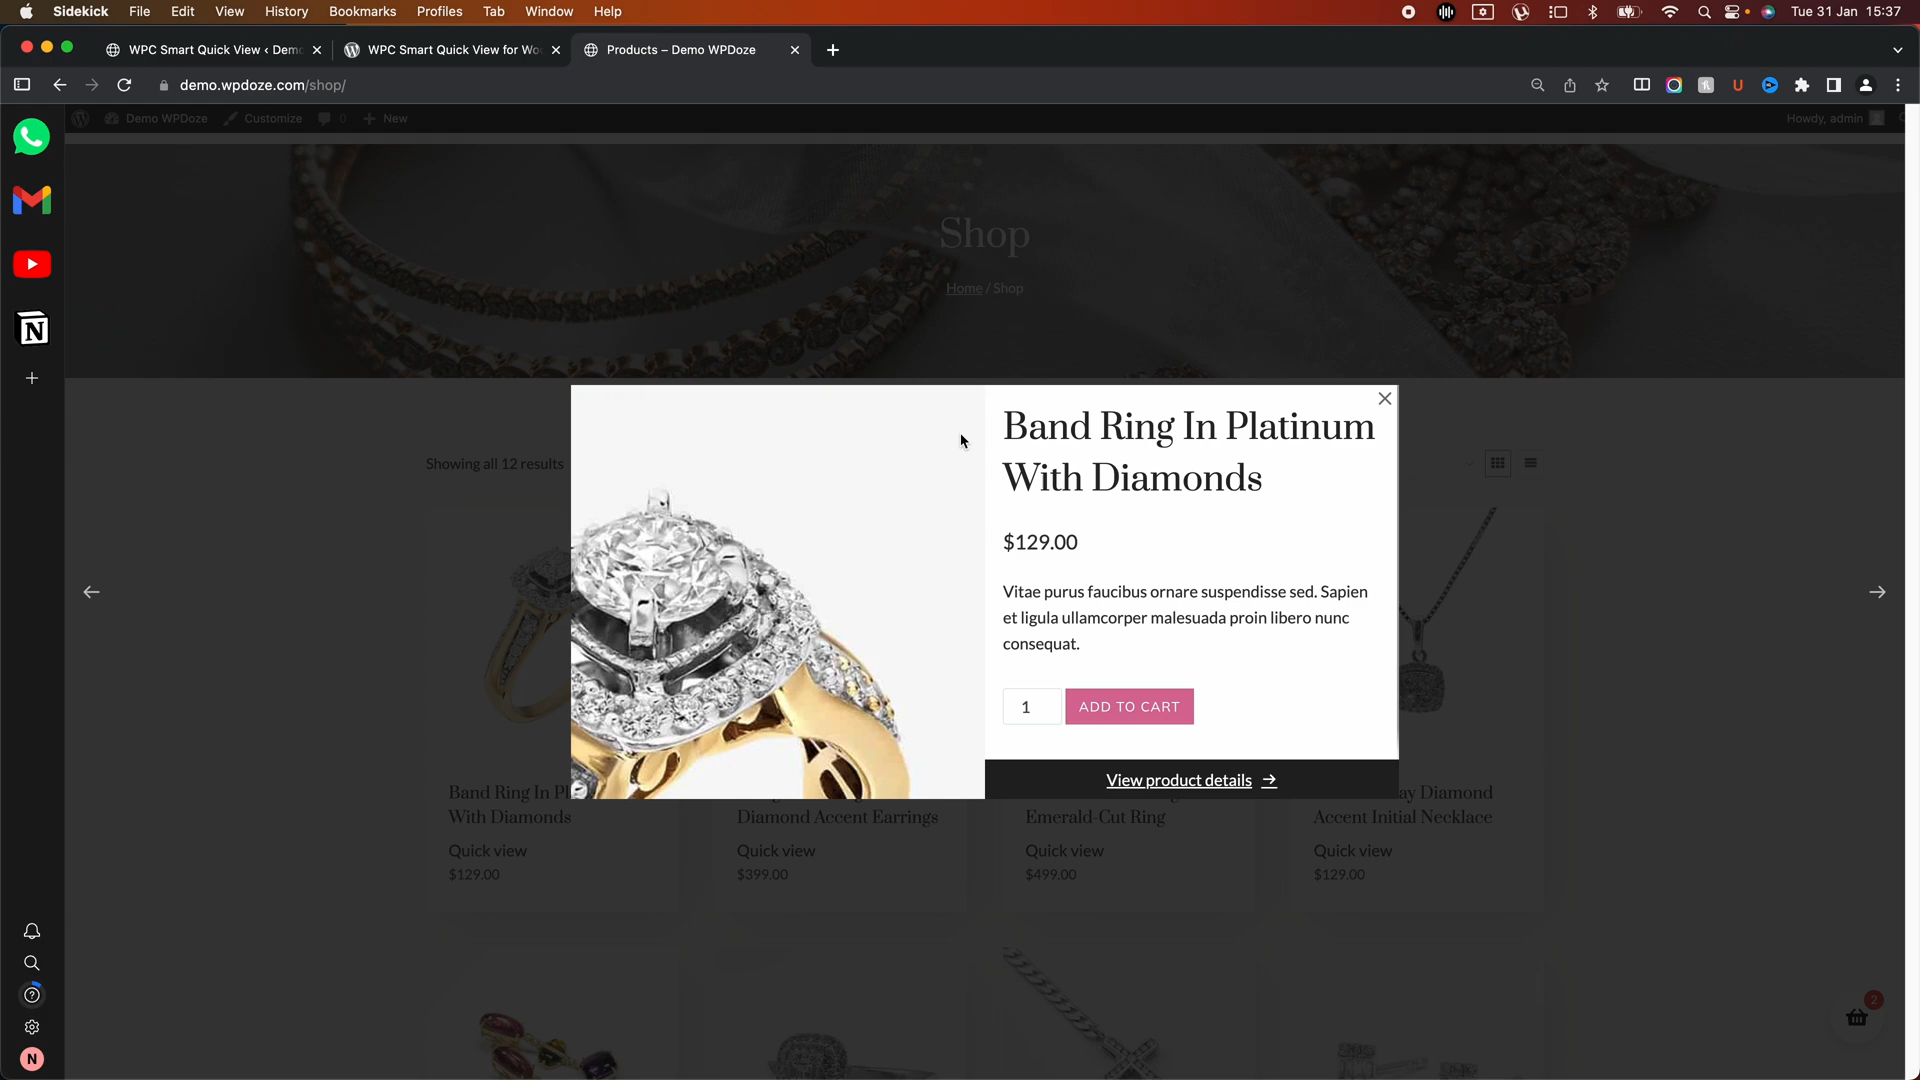 Sidekick File Edit View History Bookmarks Profiles Tab Window Help Tue 31 Jan 15:37
WPC Smart Quick View ‹ Dem WPC Smart Quick View for Wo Products – Demo WPDoze
demo.wpdoze.com/shop/
Demo WPDoze Customize 0 New Howdy, admin
Shop
Home / Shop
Showing all 12 results
Band Ring In Platinum
With Diamonds
$129.00
Vitae purus faucibus ornare suspendisse sed. Sapien
et ligula ullamcorper malesuada proin libero nunc
consequat.
1 ADD TO CART
View product details →
Band Ring In Pl
With Diamonds
Quick view
$129.00
Diamond Accent Earrings
Quick view
$399.00
Emerald-Cut Ring
Quick view
$499.00
ay Diamond
Accent Initial Necklace
Quick view
$129.00
2
N